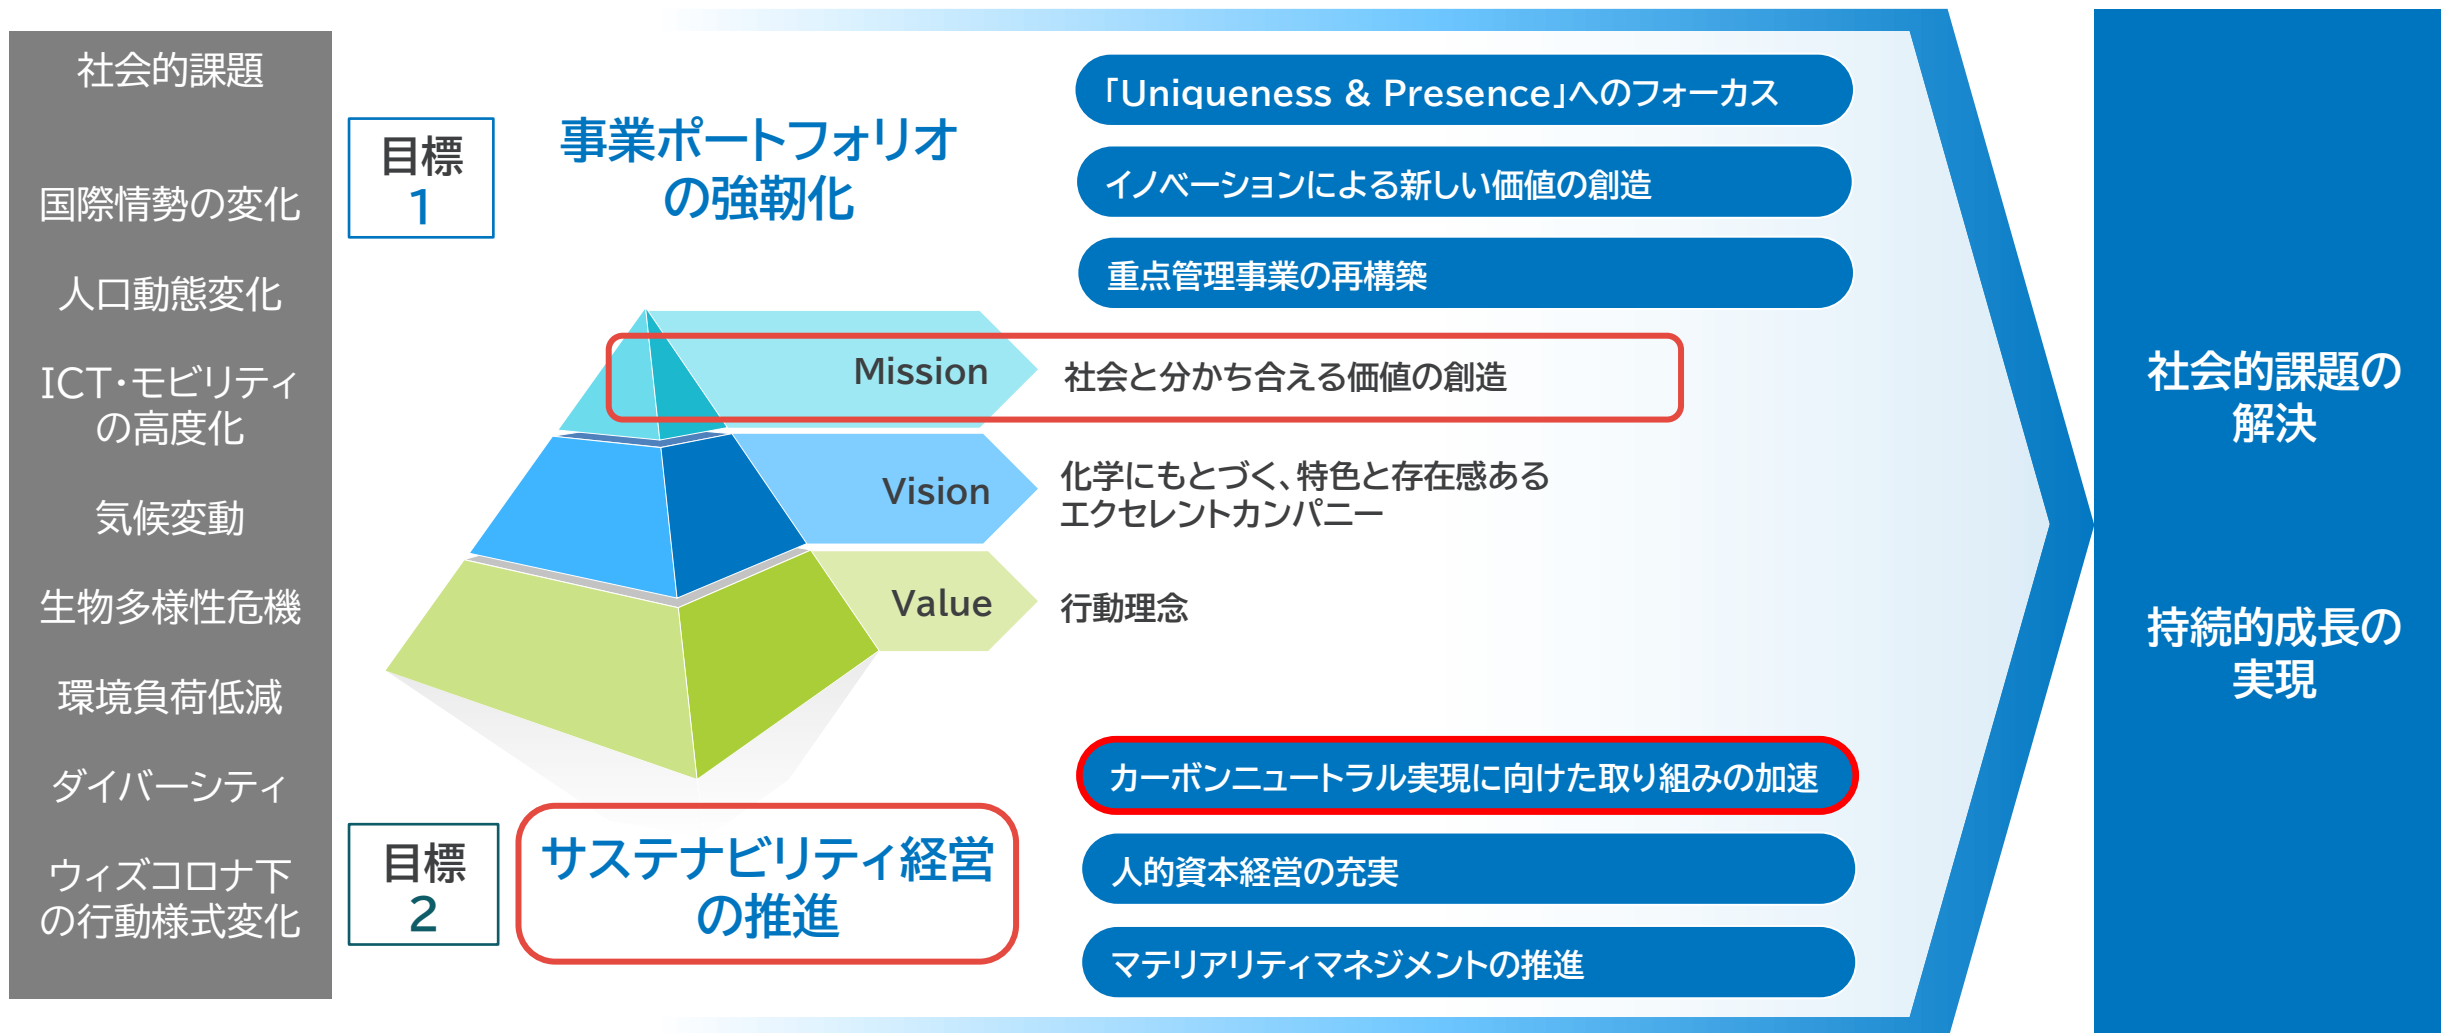 社会的課題
国際情勢の変化
人口動態変化
ICT・モビリティ
の高度化
気候変動
生物多様性危機
環境負荷低減
ダイバーシティ
ウィズコロナ下
の行動様式変化
目標
1
事業ポートフォリオ
の強靭化
「Uniqueness & Presence」へのフォーカス
イノベーションによる新しい価値の創造
重点管理事業の再構築
Mission
社会と分かち合える価値の創造
Vision
化学にもとづく、特色と存在感ある
エクセレントカンパニー
Value
行動理念
目標
2
サステナビリティ経営
の推進
カーボンニュートラル実現に向けた取り組みの加速
人的資本経営の充実
マテリアリティマネジメントの推進
社会的課題の
解決
持続的成長の
実現